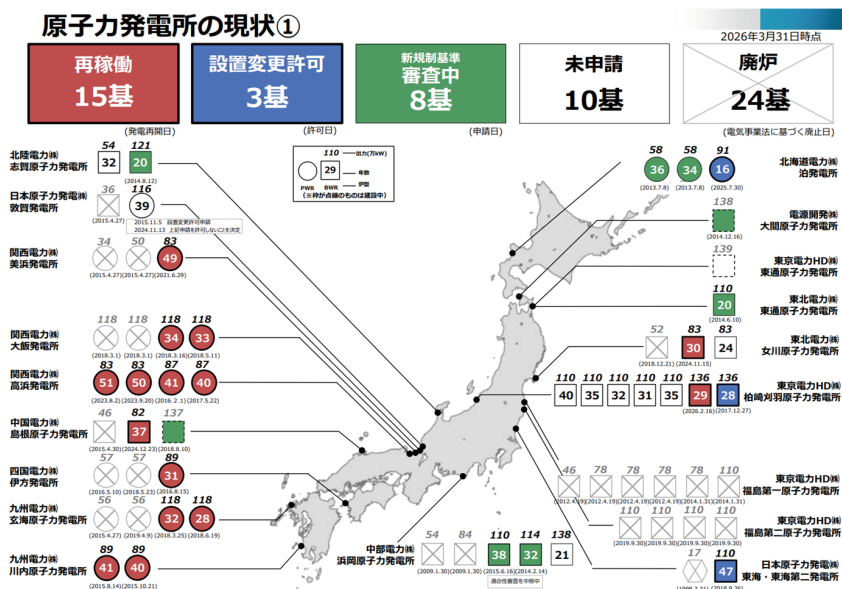 原子力発電所の現状①
2026年3月31日時点
再稼働
15基
(発電再開日)
設置変更許可
3基
(許可日)
新規制基準
審査中
8基
(申請日)
未申請
10基
廃炉
24基
(電気事業法に基づく廃止日)
110 出力(万kW)
29 年数
PWR BWR 炉型
(※枠が点線のものは建設中)
北陸電力㈱
志賀原子力発電所
54 121
32 20
(2014.8.12)
日本原子力発電㈱
敦賀発電所
36 116
39
(2015.4.27)
2015.11.5 設置変更許可申請
2024.11.13 上記申請を許可しないことを決定
関西電力㈱
美浜発電所
34 50 83
49
(2015.4.27) (2015.4.27) (2021.6.29)
関西電力㈱
大飯発電所
118 118 118 118
34 33
(2018.3.1) (2018.3.1) (2018.3.16) (2018.5.11)
関西電力㈱
高浜発電所
83 83 87 87
51 50 41 40
(2023.8.2) (2023.9.20) (2016.2.1) (2017.5.22)
中国電力㈱
島根原子力発電所
46 82 137
37
(2015.4.30) (2024.12.23) (2018.8.10)
四国電力㈱
伊方発電所
57 57 89
31
(2016.5.10) (2018.5.23) (2016.8.15)
九州電力㈱
玄海原子力発電所
56 56 118 118
32 28
(2015.4.27) (2019.4.9) (2018.3.25) (2018.6.19)
九州電力㈱
川内原子力発電所
89 89
41 40
(2015.8.14) (2015.10.21)
58 58 91
36 34 16
(2013.7.8) (2013.7.8) (2025.7.30)
北海道電力㈱
泊発電所
138
(2014.12.16)
電源開発㈱
大間原子力発電所
139
東京電力HD㈱
東通原子力発電所
110
20
(2014.6.10)
東北電力㈱
東通原子力発電所
52 83 83
30 24
(2018.12.21) (2024.11.15)
東北電力㈱
女川原子力発電所
110 110 110 110 110 136 136
40 35 32 31 35 29 28
(2026.2.16) (2017.12.27)
東京電力HD㈱
柏崎刈羽原子力発電所
46 78 78 78 78 110
(2012.4.19) (2012.4.19) (2012.4.19) (2012.4.19) (2014.1.31) (2014.1.31)
東京電力HD㈱
福島第一原子力発電所
110 110 110 110
(2019.9.30) (2019.9.30) (2019.9.30) (2019.9.30)
東京電力HD㈱
福島第二原子力発電所
中部電力㈱
浜岡原子力発電所
54 84 110 114 138
38 32 21
(2009.1.30) (2009.1.30) (2015.6.16) (2014.2.14)
適合性審査を中断中
17 110
47
(1998.3.31) (2018.9.26)
日本原子力発電㈱
東海・東海第二発電所